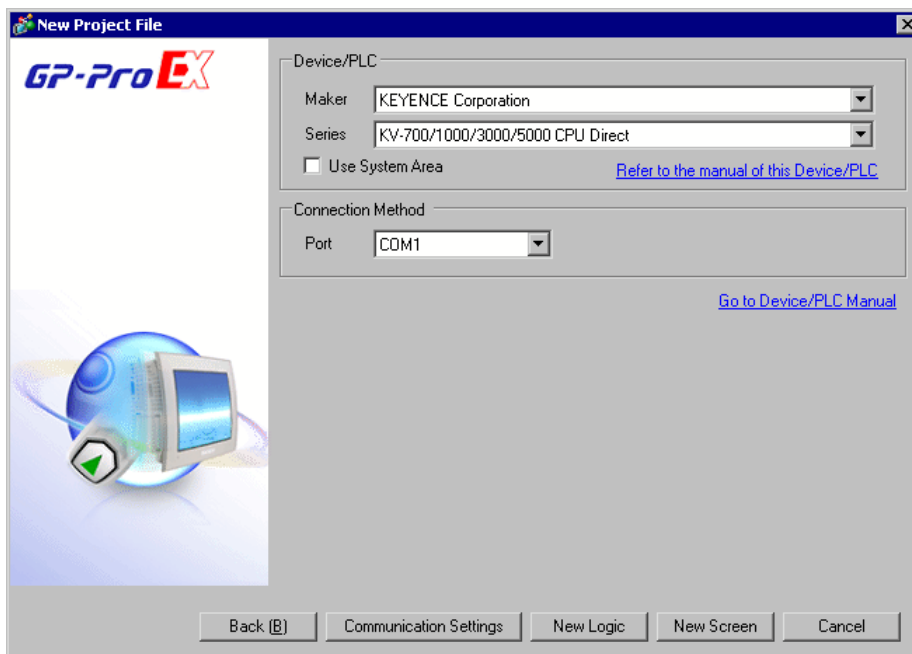 New Project File
GP-Pro EX
Device/PLC
Maker KEYENCE Corporation
Series KV-700/1000/3000/5000 CPU Direct
Use System Area Refer to the manual of this Device/PLC
Connection Method
Port COM1
Go to Device/PLC Manual
Back (B) Communication Settings New Logic New Screen Cancel